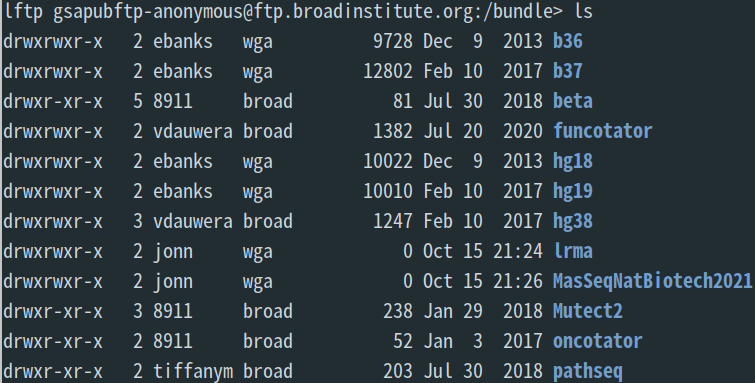 lftp gsapubftp-anonymous@ftp.broadinstitute.org:/bundle> ls
drwxrwxr-x   2 ebanks   wga          9728 Dec  9  2013 b36
drwxrwxr-x   2 ebanks   wga         12802 Feb 10  2017 b37
drwxr-xr-x   5 8911     broad          81 Jul 30  2018 beta
drwxrwxr-x   2 vdauwera broad        1382 Jul 20  2020 funcotator
drwxrwxr-x   2 ebanks   wga         10022 Dec  9  2013 hg18
drwxrwxr-x   2 ebanks   wga         10010 Feb 10  2017 hg19
drwxrwxr-x   3 vdauwera broad        1247 Feb 10  2017 hg38
drwxrwxr-x   2 jonn     wga             0 Oct 15 21:24 lrma
drwxrwxr-x   2 jonn     wga             0 Oct 15 21:26 MasSeqNatBiotech2021
drwxr-xr-x   3 8911     broad         238 Jan 29  2018 Mutect2
drwxr-xr-x   2 8911     broad          52 Jan  3  2017 oncotator
drwxr-xr-x   2 tiffanym broad         203 Jul 30  2018 pathseq